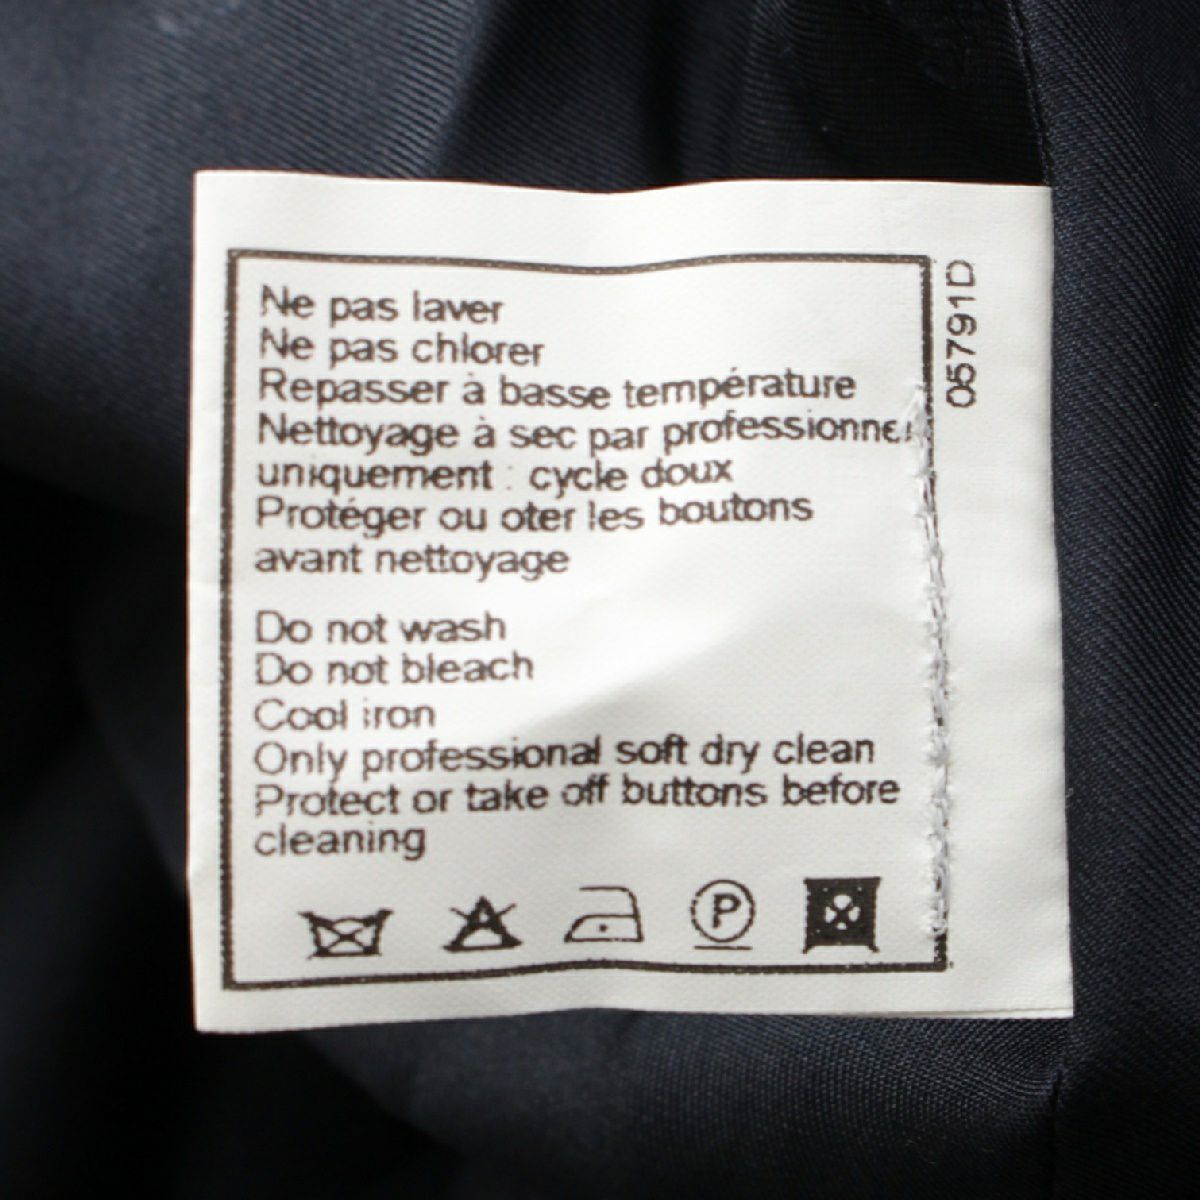 Ne pas laver
Ne pas chlorer
Repasser à basse température
Nettoyage à sec par professionnel
uniquement : cycle doux
Protéger ou oter les boutons
avant nettoyage
Do not wash
Do not bleach
Cool iron
Only professional soft dry clean
Protect or take off buttons before
cleaning
P
05791D